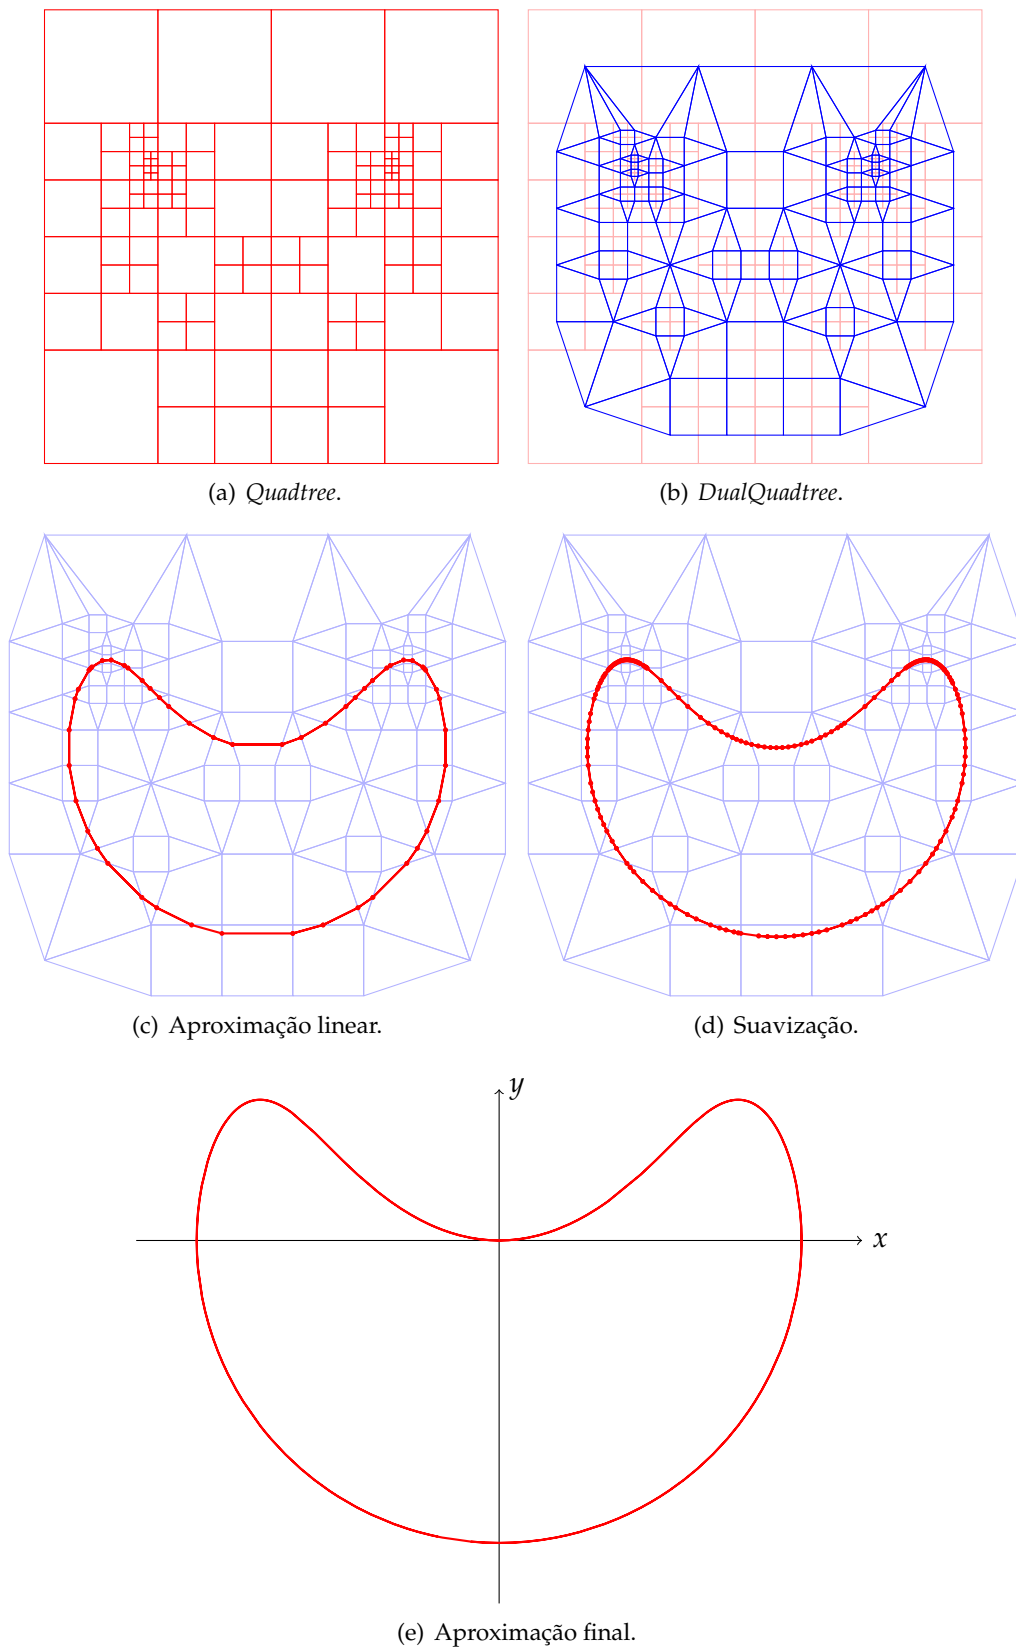 (a) Quadtree.
(b) DualQuadtree.
(c) Aproximação linear.
(d) Suavização.
y
x
(e) Aproximação final.